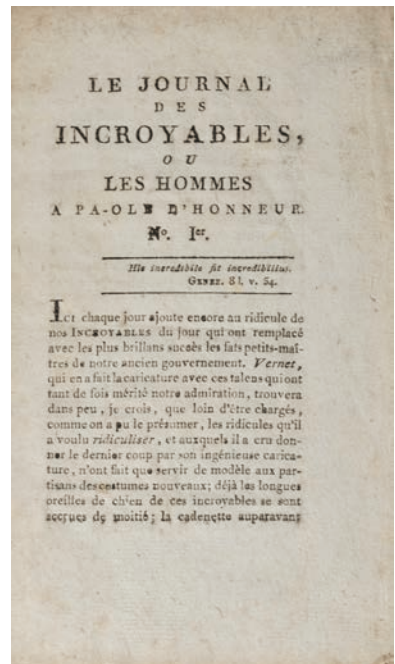 LE JOURNAL
DES
INCROYABLES,
OU
LES HOMMES
A PA-OLE D'HONNEUR.
No. Ier.
Hîc incredibile fit incredibilius.
GENEZ. 81. v. 54.
Ici chaque jour ajoute encore au ridicule de
nos INCROYABLES du jour qui ont remplacé
avec les plus brillans succès les fats petits-maî-
tres de notre ancien gouvernement. Vernet,
qui en a fait la caricature avec ces talens qui ont
tant de fois mérité notre admiration, trouvera
dans peu, je crois, que loin d'être chargés,
comme on a pu le présumer, les ridicules qu'il
a voulu ridiculiser, et auxquels il a cru don-
ner le dernier coup par son ingénieuse carica-
ture, n'ont fait que servir de modèle aux par-
tisans des costumes nouveaux; déjà les longues
oreilles de chien de ces incroyables se sont
accrues de moitié; la cadenette auparavant